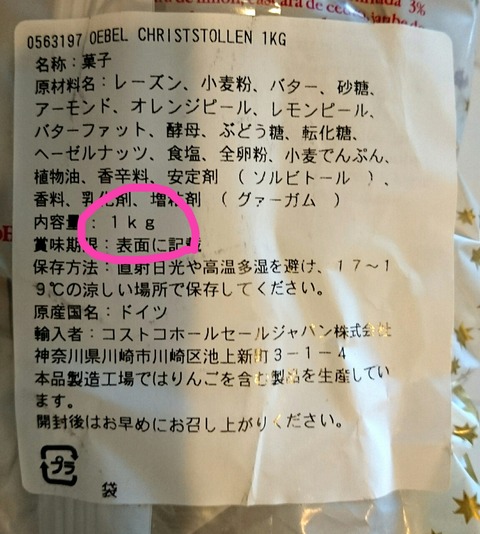 3%
0563197 OEBEL CHRISTSTOLLEN 1KG
名称:菓子
原材料名:レーズン、小麦粉、バター、砂糖、
アーモンド、オレンジピール、レモンピール、
バターファット、酵母、ぶどう糖、転化糖、
ヘーゼルナッツ、食塩、全卵粉、小麦でんぷん、
植物油、香辛料、安定剤(ソルビトール)、
香料、乳化剤、増粘剤(グァーガム)
内容量:1kg
賞味期限:表面に記載
保存方法:直射日光や高温多湿を避け、17~1
9℃の涼しい場所で保存してください。
原産国名:ドイツ
輸入者:コストコホールセールジャパン株式会社
神奈川県川崎市川崎区池上新町3-1-4
本品製造工場ではりんごを含む製品を生産してい
ます。
開封後はお早めにお召し上がりください。
プラ
袋